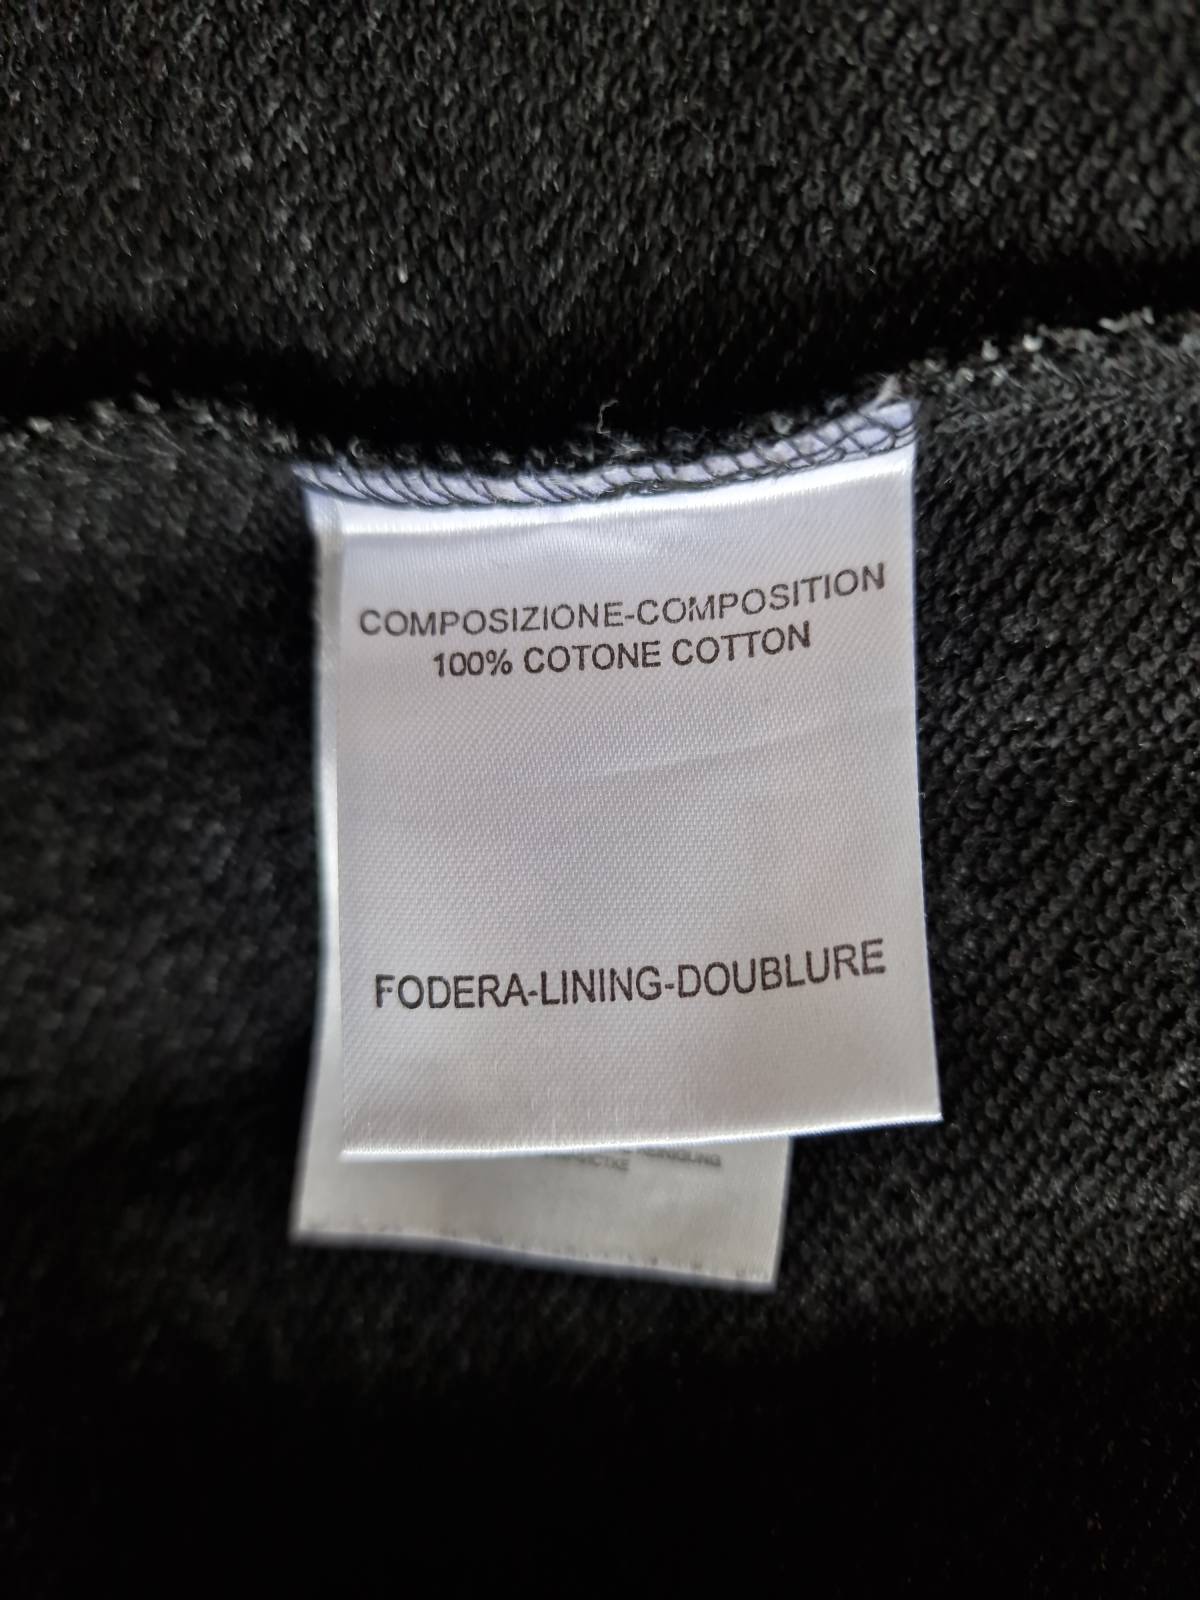 COMPOSIZIONE-COMPOSITION
100% COTONE COTTON
FODERA-LINING-DOUBLURE